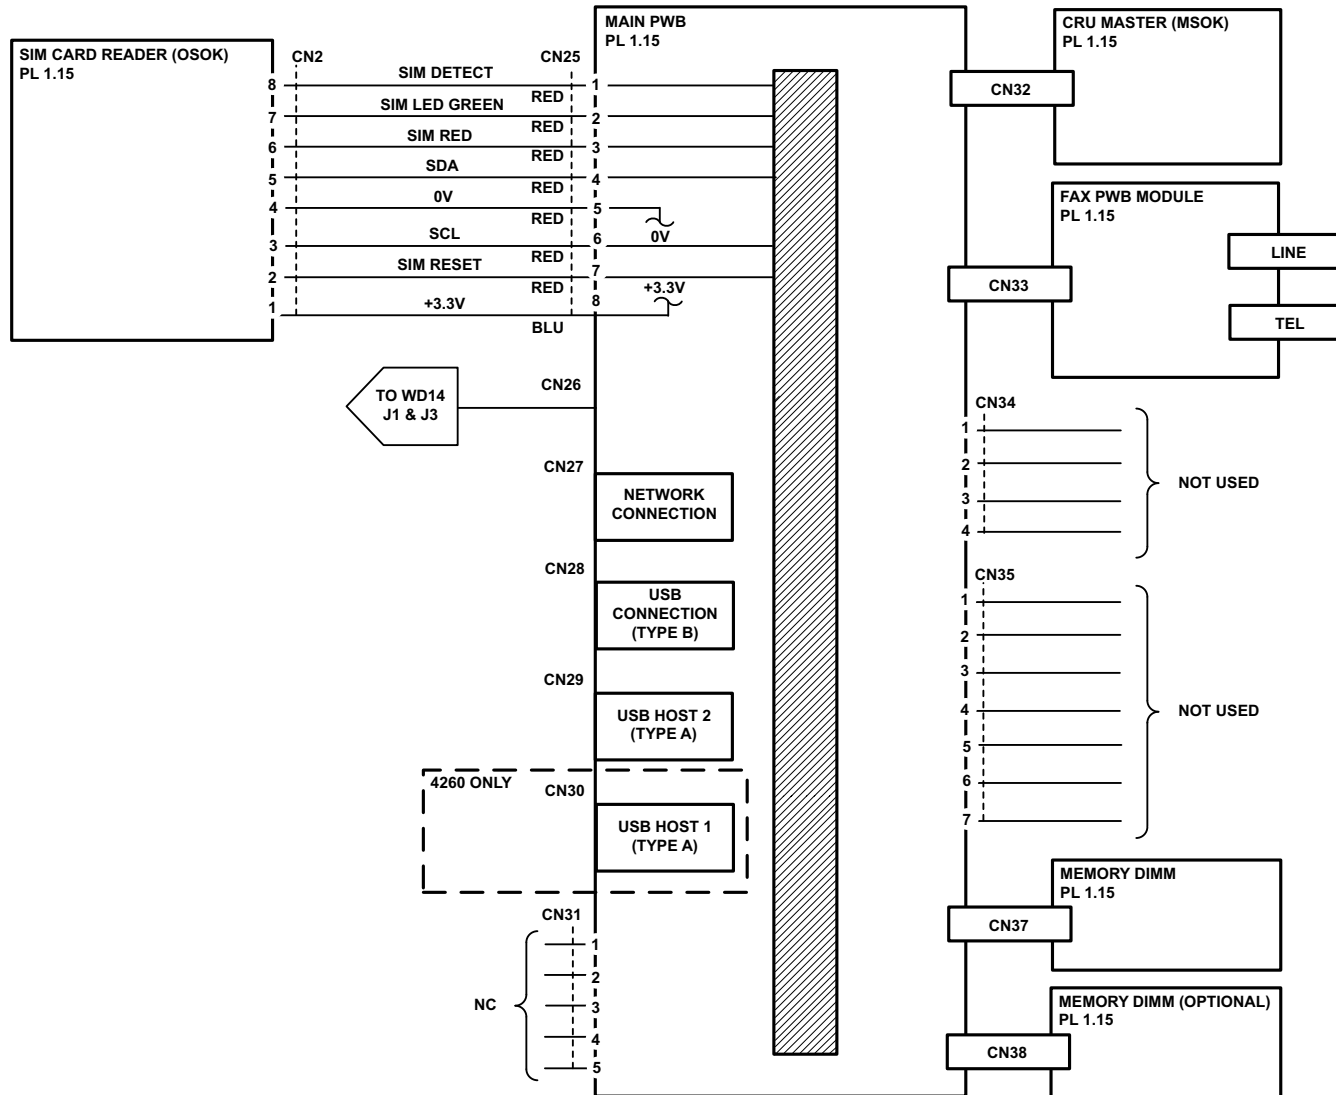 MAIN PWB
PL 1.15
SIM CARD READER (OSOK)
PL 1.15
CN2
CN25
8 SIM DETECT RED 1
7 SIM LED GREEN RED 2
6 SIM RED RED 3
5 SDA RED 4
4 0V RED 5
0V
3 SCL RED 6
2 SIM RESET RED 7
+3.3V
1 +3.3V BLU 8
TO WD14
J1 & J3
CN26
CN27
NETWORK
CONNECTION
CN28
USB
CONNECTION
(TYPE B)
CN29
USB HOST 2
(TYPE A)
4260 ONLY
CN30
USB HOST 1
(TYPE A)
CN31
NC
1
2
3
4
5
CRU MASTER (MSOK)
PL 1.15
CN32
FAX PWB MODULE
PL 1.15
LINE
CN33
TEL
CN34
1
2
3
4
NOT USED
CN35
1
2
3
4
5
6
7
NOT USED
MEMORY DIMM
PL 1.15
CN37
MEMORY DIMM (OPTIONAL)
PL 1.15
CN38